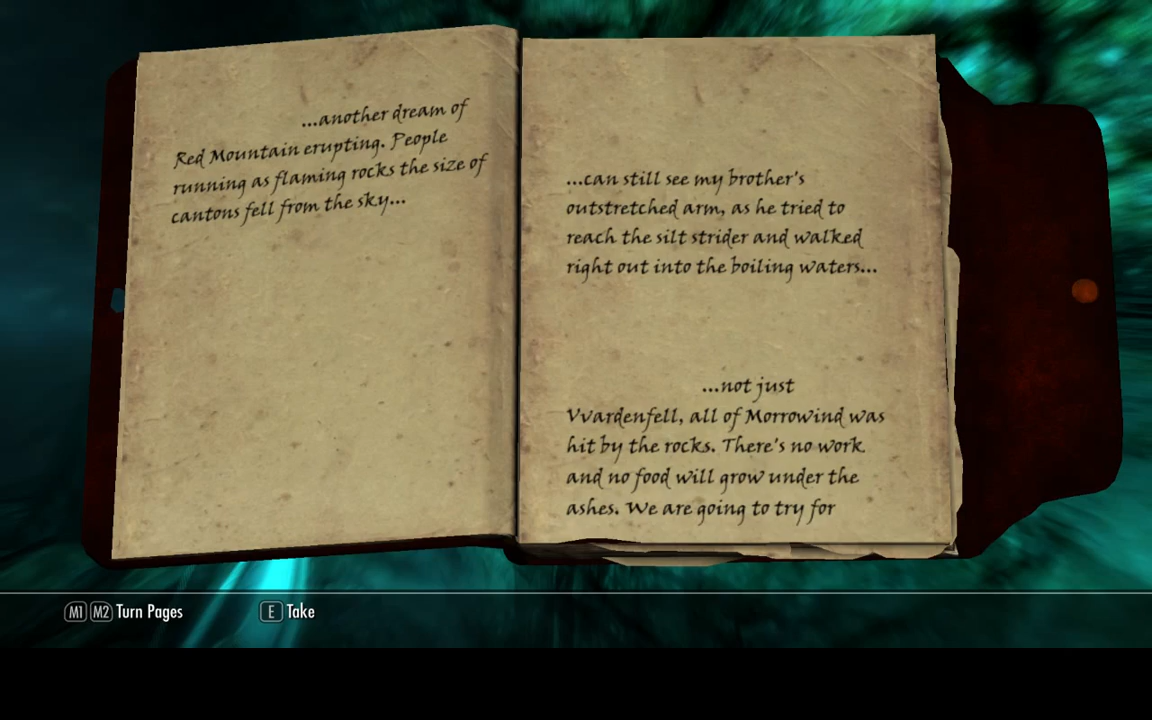 ...another dream of
Red Mountain erupting. People
running as flaming rocks the size of
cantons fell from the sky...
...can still see my brother's
outstretched arm, as he tried to
reach the silt strider and walked
right out into the boiling waters...
...not just
Vvardenfell, all of Morrowind was
hit by the rocks. There's no work
and no food will grow under the
ashes. We are going to try for
M1 M2 Turn Pages
E Take